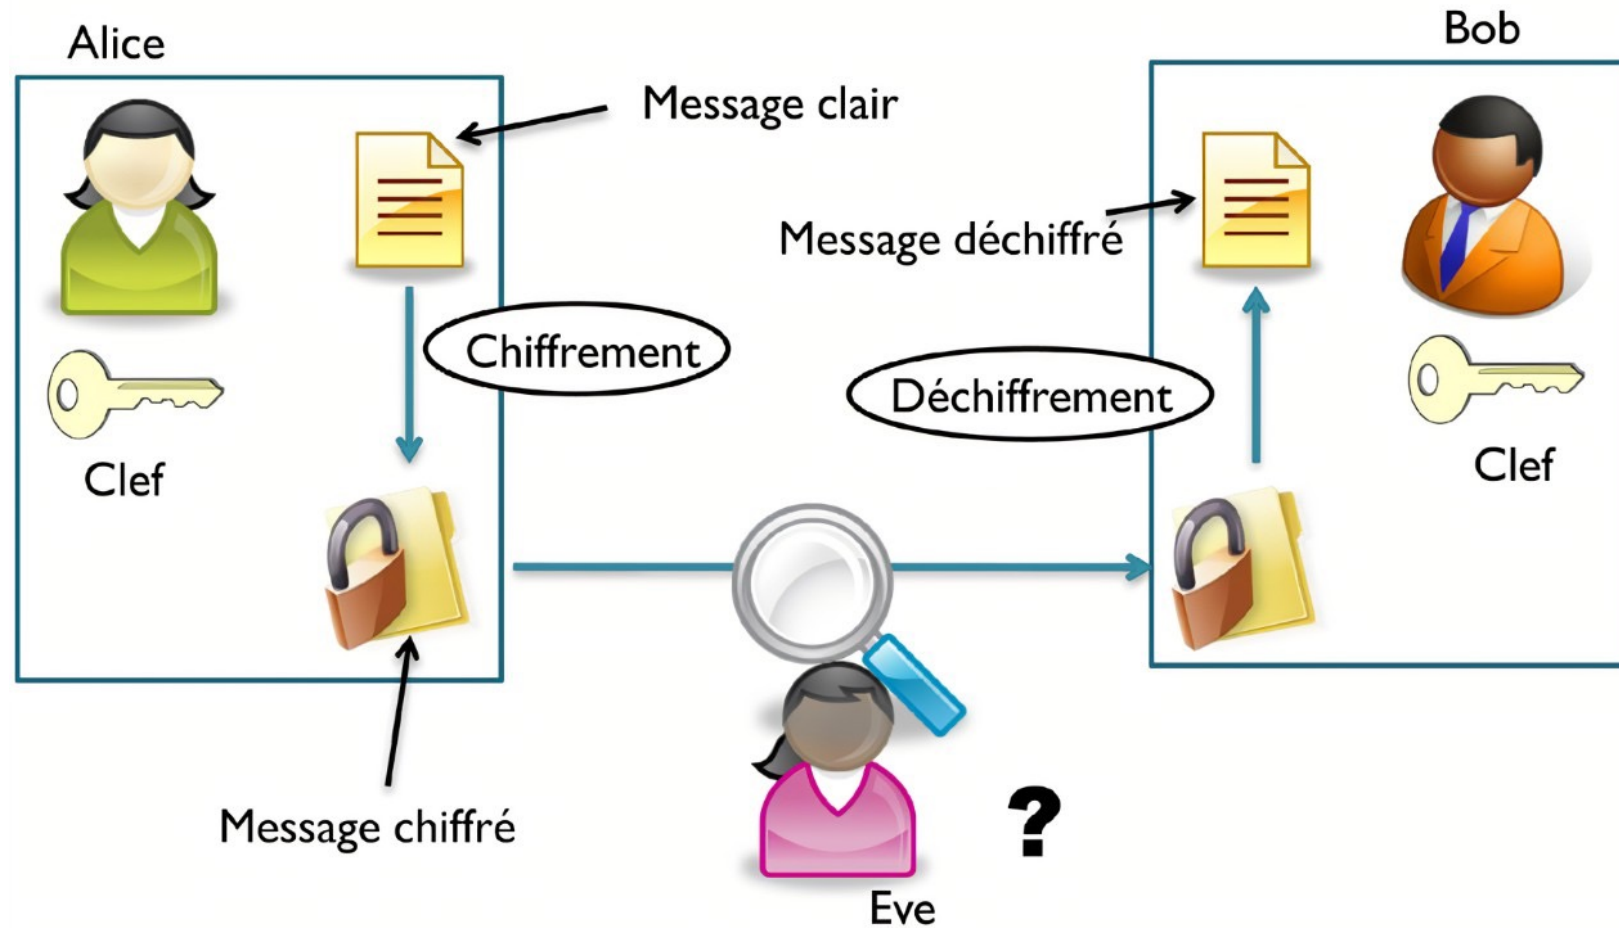 Alice
Bob
Message clair
Message déchiffré
Chiffrement
Déchiffrement
Clef
Clef
Message chiffré
?
Eve